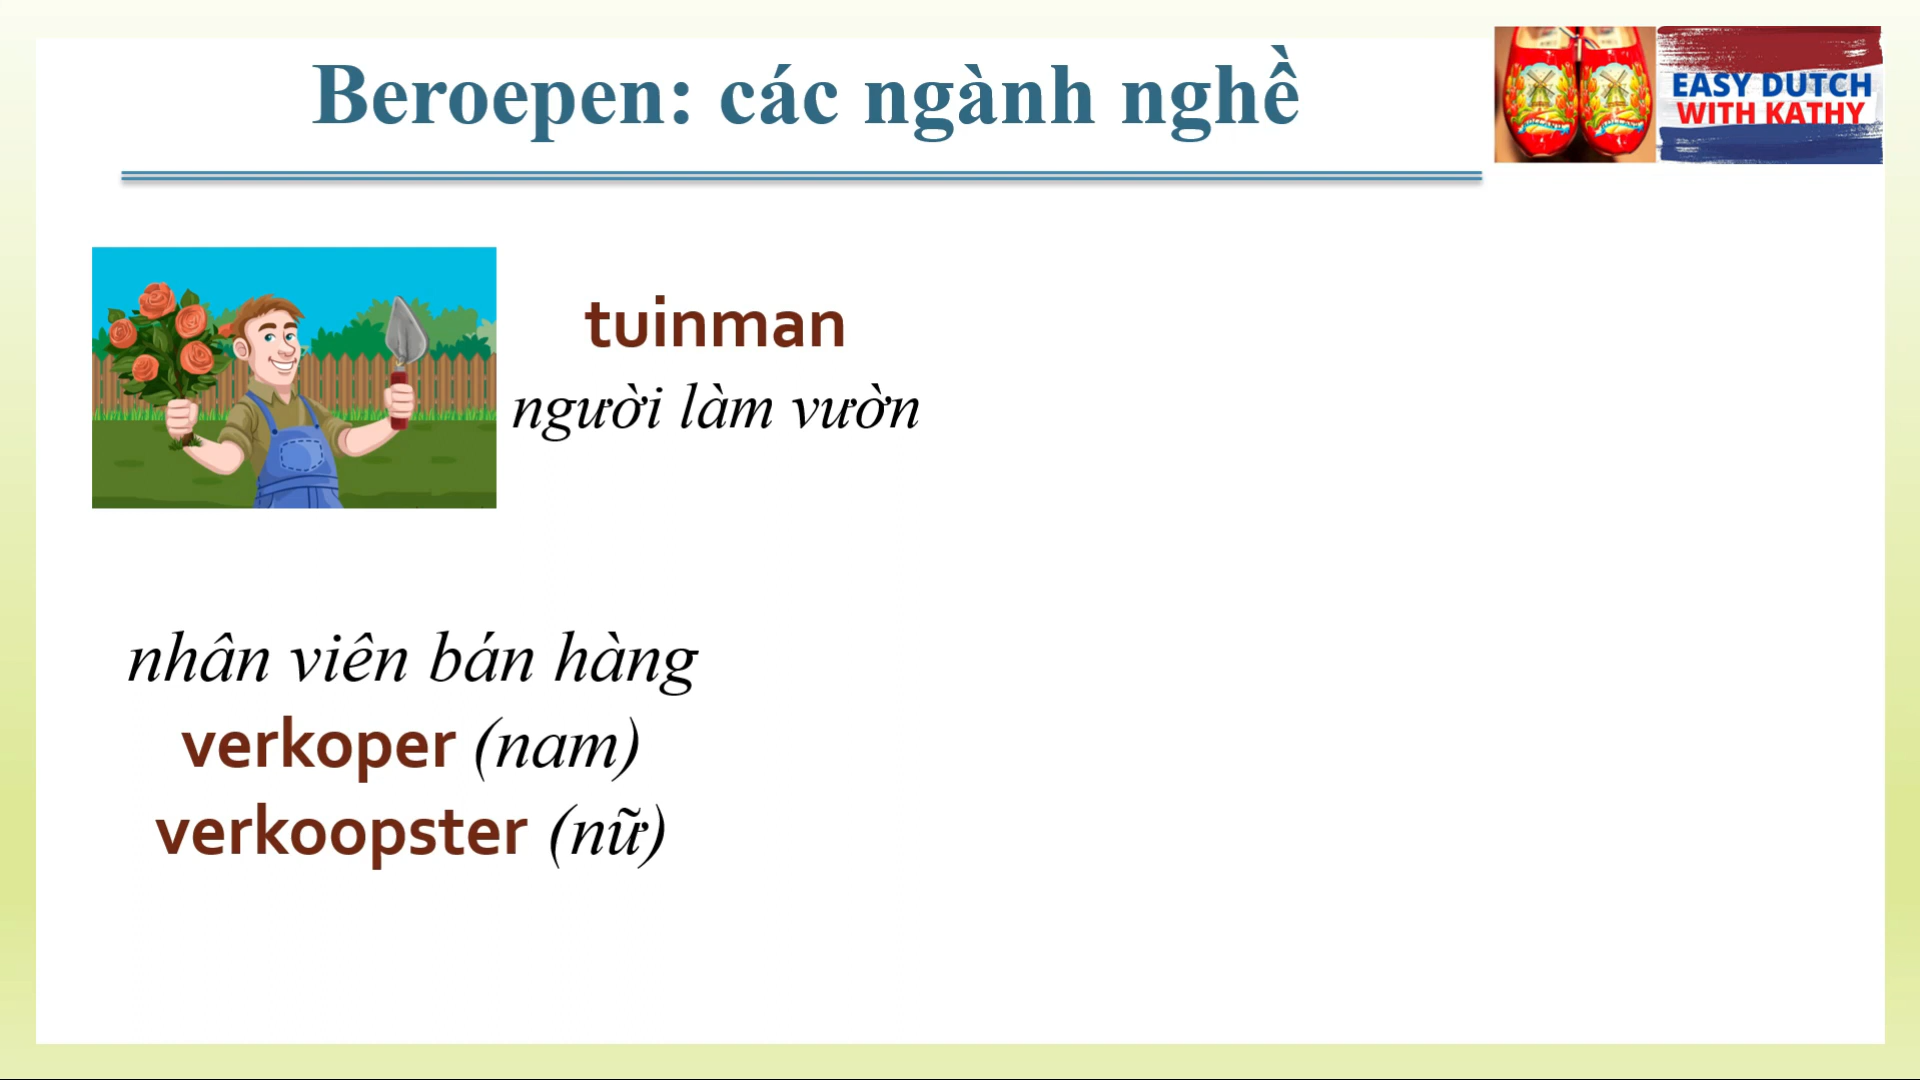 Beroepen: các ngành nghề
EASY DUTCH
WITH KATHY
tuinman
người làm vườn
nhân viên bán hàng
verkoper (nam)
verkoopster (nữ)